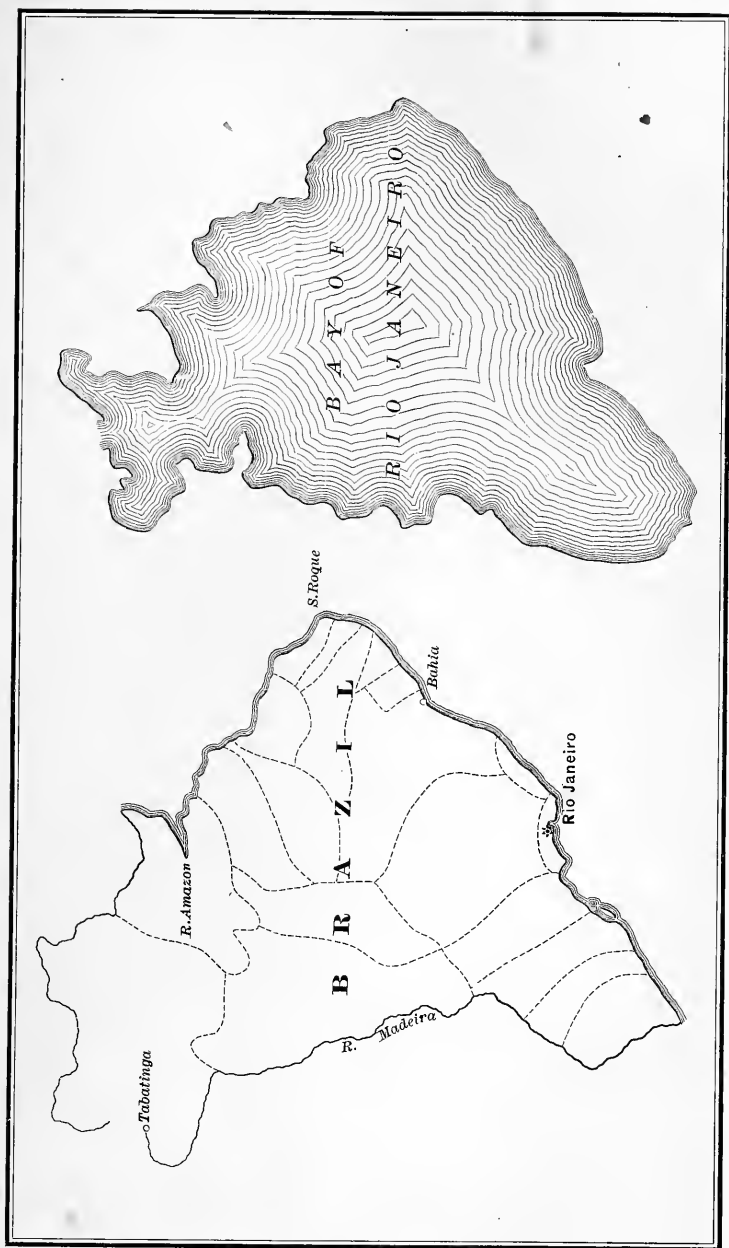 BAY OF
RIO JANEIRO
S. Roque
BRAZIL
Bahia
R. Amazon
Rio Janeiro
R. Madeira
Tabatinga